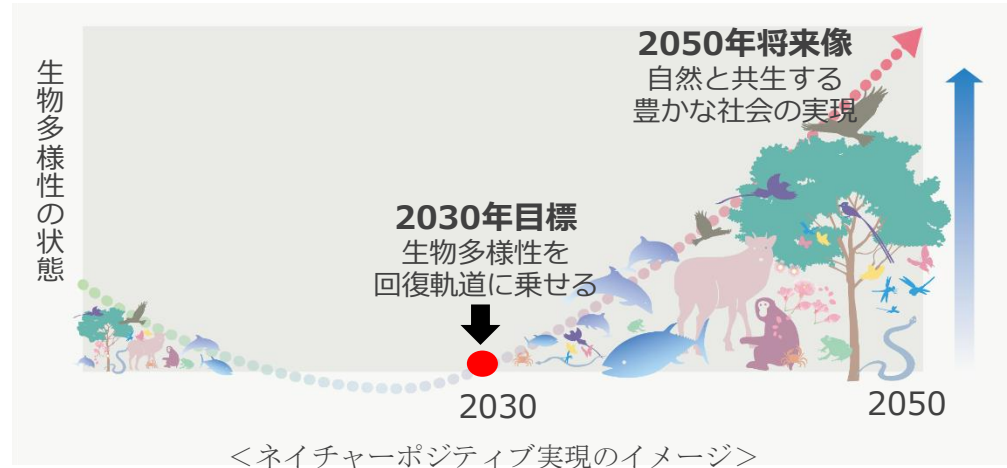 生物多様性の状態
2050年将来像
自然と共生する
豊かな社会の実現
2030年目標
生物多様性を
回復軌道に乗せる
2030
2050
＜ネイチャーポジティブ実現のイメージ＞